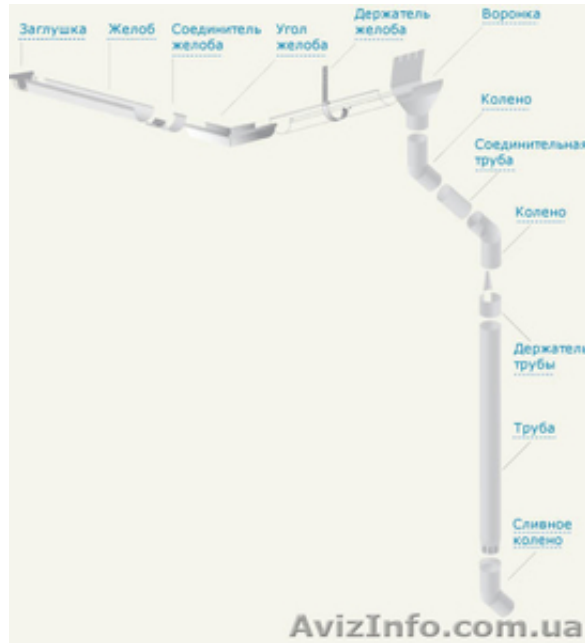 Заглушка
Желоб
Соединитель
желоба
Угол
желоба
Держатель
желоба
Воронка
Колено
Соединительная
труба
Колено
Держатель
трубы
Труба
Сливное
колено
AvizInfo.com.ua